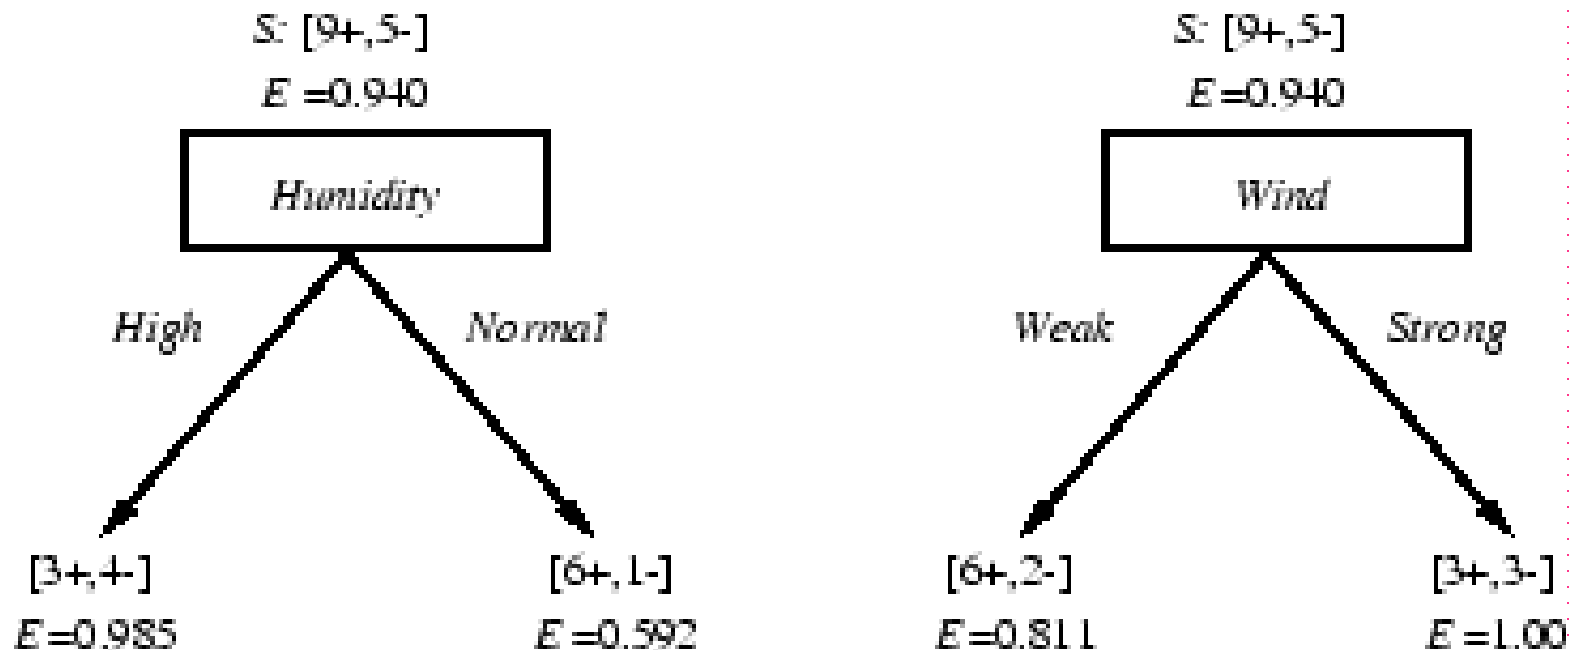 S: [9+,5-]
E =0.940
Humidity
High
Normal
[3+,4-]
E =0.985
[6+,1-]
E =0.592
S: [9+,5-]
E =0.940
Wind
Weak
Strong
[6+,2-]
E =0.811
[3+,3-]
E =1.00